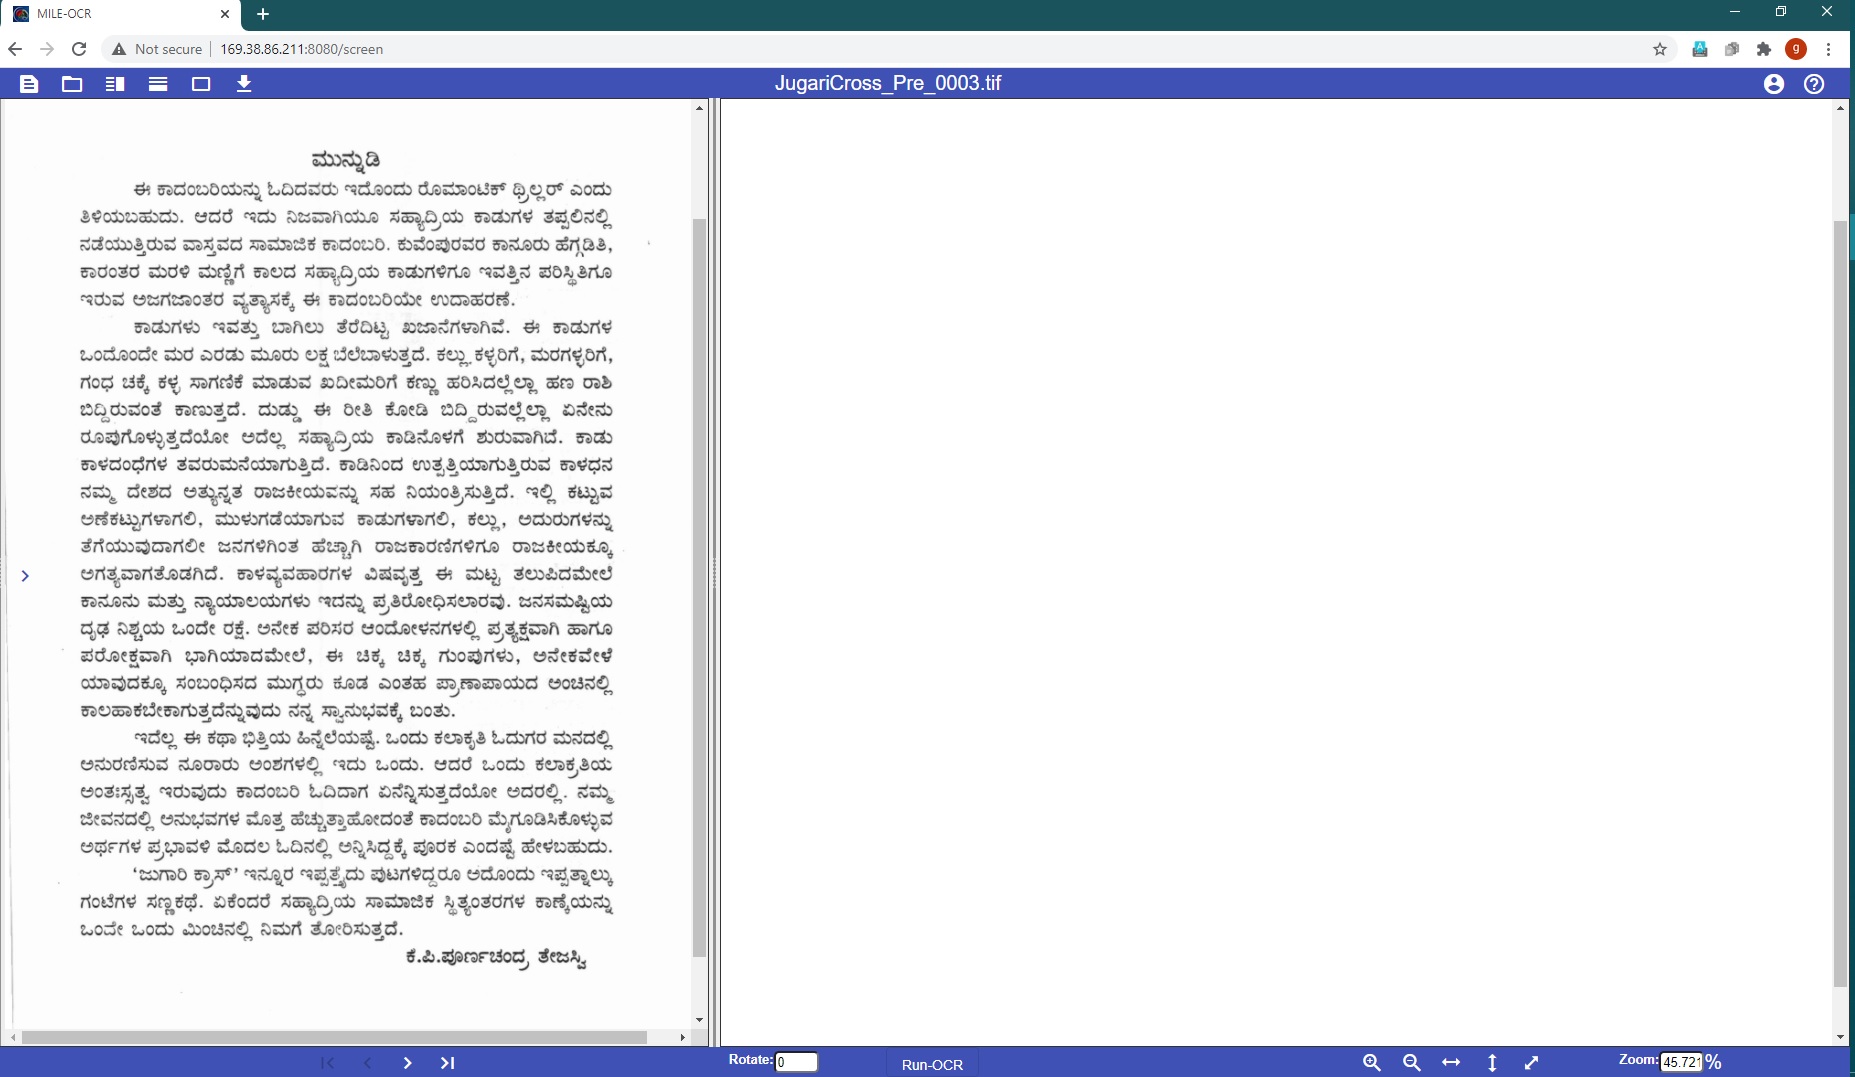 MILE-OCR
Not secure
169.38.86.211:8080/screen
g
JugariCross_Pre_0003.tif
ಮುನ್ನುಡಿ
ಈ ಕಾದಂಬರಿಯನ್ನು ಓದಿದವರು ಇದೊಂದು ರೊಮಾಂಟಿಕ್ ಥ್ರಿಲ್ಲರ್ ಎಂದು
ತಿಳಿಯಬಹುದು. ಆದರೆ ಇದು ನಿಜವಾಗಿಯೂ ಸಹ್ಯಾದ್ರಿಯ ಕಾಡುಗಳ ತಪ್ಪಲಿನಲ್ಲಿ
ನಡೆಯುತ್ತಿರುವ ವಾಸ್ತವದ ಸಾಮಾಜಿಕ ಕಾದಂಬರಿ. ಕುವೆಂಪುರವರ ಕಾನೂರು ಹೆಗ್ಗಡಿತಿ,
ಕಾರಂತರ ಮರಳಿ ಮಣ್ಣಿಗೆ ಕಾಲದ ಸಹ್ಯಾದ್ರಿಯ ಕಾಡುಗಳಿಗೂ ಇವತ್ತಿನ ಪರಿಸ್ಥಿತಿಗೂ
ಇರುವ ಅಜಗಜಾಂತರ ವ್ಯತ್ಯಾಸಕ್ಕೆ ಈ ಕಾದಂಬರಿಯೇ ಉದಾಹರಣೆ.
ಕಾಡುಗಳು ಇವತ್ತು ಬಾಗಿಲು ತೆರೆದಿಟ್ಟ ಖಜಾನೆಗಳಾಗಿವೆ. ಈ ಕಾಡುಗಳ
ಒಂದೊಂದೇ ಮರ ಎರಡು ಮೂರು ಲಕ್ಷ ಬೆಲೆಬಾಳುತ್ತದೆ. ಕಲ್ಲು ಕಳ್ಳರಿಗೆ, ಮರಗಳ್ಳರಿಗೆ,
ಗಂಧ ಚಕ್ಕೆ ಕಳ್ಳ ಸಾಗಣಿಕೆ ಮಾಡುವ ಖದೀಮರಿಗೆ ಕಣ್ಣು ಹರಿಸಿದಲ್ಲೆಲ್ಲಾ ಹಣ ರಾಶಿ
ಬಿದ್ದಿರುವಂತೆ ಕಾಣುತ್ತದೆ. ದುಡ್ಡು ಈ ರೀತಿ ಕೋಡಿ ಬಿದ್ದಿರುವಲ್ಲೆಲ್ಲಾ ಏನೇನು
ರೂಪುಗೊಳ್ಳುತ್ತದೆಯೋ ಅದೆಲ್ಲ ಸಹ್ಯಾದ್ರಿಯ ಕಾಡಿನೊಳಗೆ ಶುರುವಾಗಿದೆ. ಕಾಡು
ಕಾಳದಂಧೆಗಳ ತವರುಮನೆಯಾಗುತ್ತಿದೆ. ಕಾಡಿನಿಂದ ಉತ್ಪತ್ತಿಯಾಗುತ್ತಿರುವ ಕಾಳಧನ
ನಮ್ಮ ದೇಶದ ಅತ್ಯುನ್ನತ ರಾಜಕೀಯವನ್ನು ಸಹ ನಿಯಂತ್ರಿಸುತ್ತಿದೆ. ಇಲ್ಲಿ ಕಟ್ಟುವ
ಅಣೆಕಟ್ಟುಗಳಾಗಲಿ, ಮುಳುಗಡೆಯಾಗುವ ಕಾಡುಗಳಾಗಲಿ, ಕಲ್ಲು, ಅದುರುಗಳನ್ನು
ತೆಗೆಯುವುದಾಗಲೀ ಜನಗಳಿಗಿಂತ ಹೆಚ್ಚಾಗಿ ರಾಜಕಾರಣಿಗಳಿಗೂ ರಾಜಕೀಯಕ್ಕೂ
ಅಗತ್ಯವಾಗತೊಡಗಿದೆ. ಕಾಳವ್ಯವಹಾರಗಳ ವಿಷವೃತ್ತ ಈ ಮಟ್ಟ ತಲುಪಿದಮೇಲೆ
ಕಾನೂನು ಮತ್ತು ನ್ಯಾಯಾಲಯಗಳು ಇದನ್ನು ಪ್ರತಿರೋಧಿಸಲಾರವು. ಜನಸಮಷ್ಟಿಯ
ದೃಢ ನಿಶ್ಚಯ ಒಂದೇ ರಕ್ಷೆ. ಅನೇಕ ಪರಿಸರ ಆಂದೋಳನಗಳಲ್ಲಿ ಪ್ರತ್ಯಕ್ಷವಾಗಿ ಹಾಗೂ
ಪರೋಕ್ಷವಾಗಿ ಭಾಗಿಯಾದಮೇಲೆ, ಈ ಚಿಕ್ಕ ಚಿಕ್ಕ ಗುಂಪುಗಳು, ಅನೇಕವೇಳೆ
ಯಾವುದಕ್ಕೂ ಸಂಬಂಧಿಸದ ಮುಗ್ಧರು ಕೂಡ ಎಂತಹ ಪ್ರಾಣಾಪಾಯದ ಅಂಚಿನಲ್ಲಿ
ಕಾಲಹಾಕಬೇಕಾಗುತ್ತದೆನ್ನುವುದು ನನ್ನ ಸ್ವಾನುಭವಕ್ಕೆ ಬಂತು.
ಇದೆಲ್ಲ ಈ ಕಥಾ ಭಿತ್ತಿಯ ಹಿನ್ನೆಲೆಯಷ್ಟೆ. ಒಂದು ಕಲಾಕೃತಿ ಓದುಗರ ಮನದಲ್ಲಿ
ಅನುರಣಿಸುವ ನೂರಾರು ಅಂಶಗಳಲ್ಲಿ ಇದು ಒಂದು. ಆದರೆ ಒಂದು ಕಲಾಕೃತಿಯ
ಅಂತಃಸ್ಸತ್ವ ಇರುವುದು ಕಾದಂಬರಿ ಓದಿದಾಗ ಏನೆನ್ನಿಸುತ್ತದೆಯೋ ಅದರಲ್ಲಿ. ನಮ್ಮ
ಜೀವನದಲ್ಲಿ ಅನುಭವಗಳ ಮೊತ್ತ ಹೆಚ್ಚುತ್ತಾಹೋದಂತೆ ಕಾದಂಬರಿ ಮೈಗೂಡಿಸಿಕೊಳ್ಳುವ
ಅರ್ಥಗಳ ಪ್ರಭಾವಳಿ ಮೊದಲ ಓದಿನಲ್ಲಿ ಅನ್ನಿಸಿದ್ದಕ್ಕೆ ಪೂರಕ ಎಂದಷ್ಟೆ ಹೇಳಬಹುದು.
‘ಜುಗಾರಿ ಕ್ರಾಸ್’ ಇನ್ನೂರ ಇಪ್ಪತ್ತೈದು ಪುಟಗಳಿದ್ದರೂ ಅದೊಂದು ಇಪ್ಪತ್ನಾಲ್ಕು
ಗಂಟೆಗಳ ಸಣ್ಣಕಥೆ. ಏಕೆಂದರೆ ಸಹ್ಯಾದ್ರಿಯ ಸಾಮಾಜಿಕ ಸ್ಥಿತ್ಯಂತರಗಳ ಕಾಣ್ಕೆಯನ್ನು
ಒಂದೇ ಒಂದು ಮಿಂಚಿನಲ್ಲಿ ನಿಮಗೆ ತೋರಿಸುತ್ತದೆ.
ಕೆ.ಪಿ.ಪೂರ್ಣಚಂದ್ರ ತೇಜಸ್ವಿ
Rotate: 0
Run-OCR
Zoom: 45.721 %